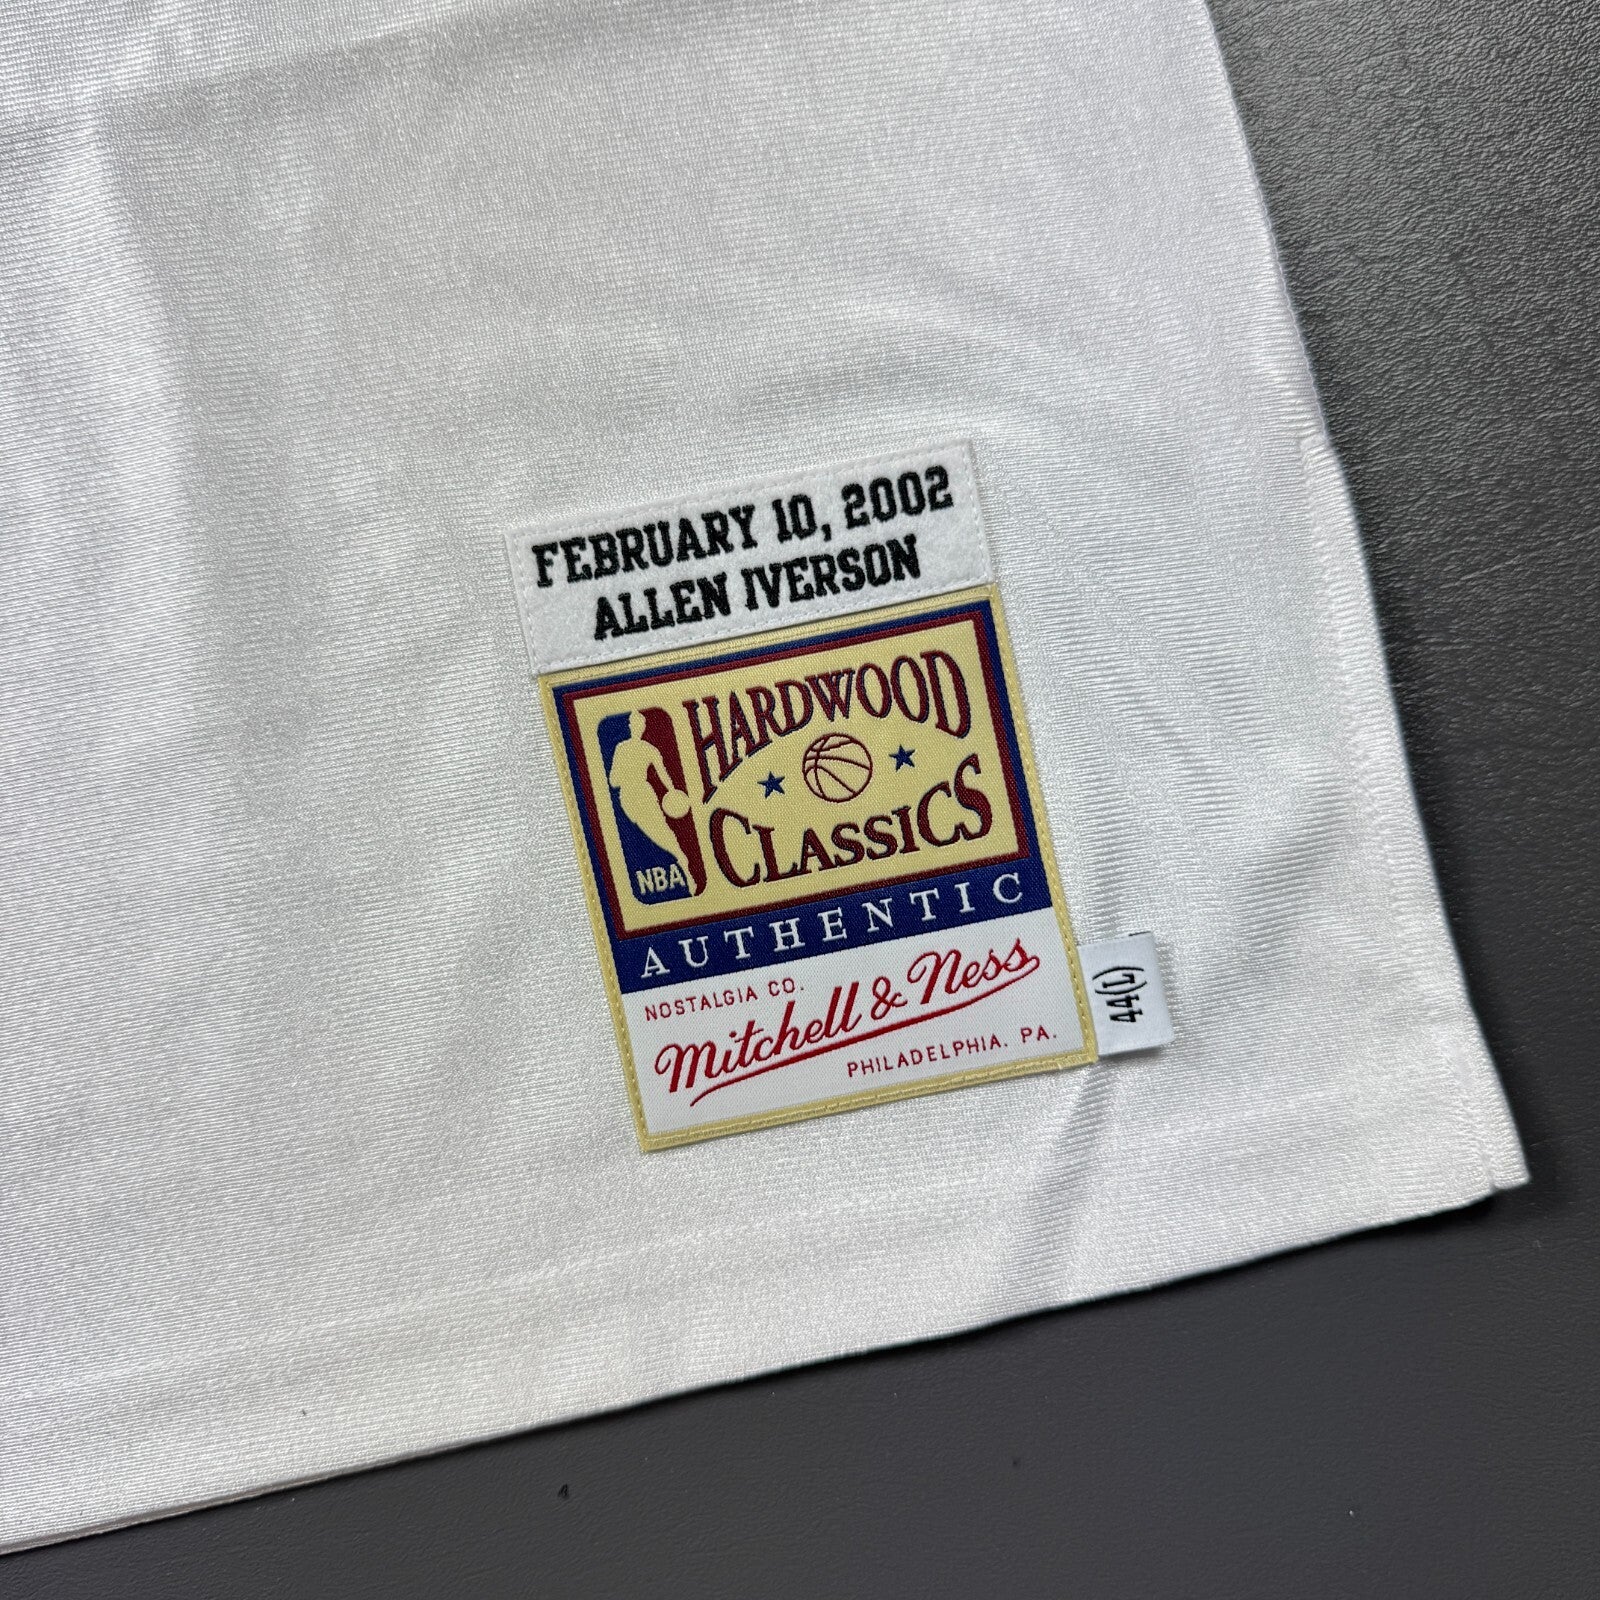 FEBRUARY 10, 2002
ALLEN IVERSON
HARDWOOD
CLASSICS
NBA
AUTHENTIC
NOSTALGIA CO.
Mitchell & Ness
PHILADELPHIA, PA.
44(L)